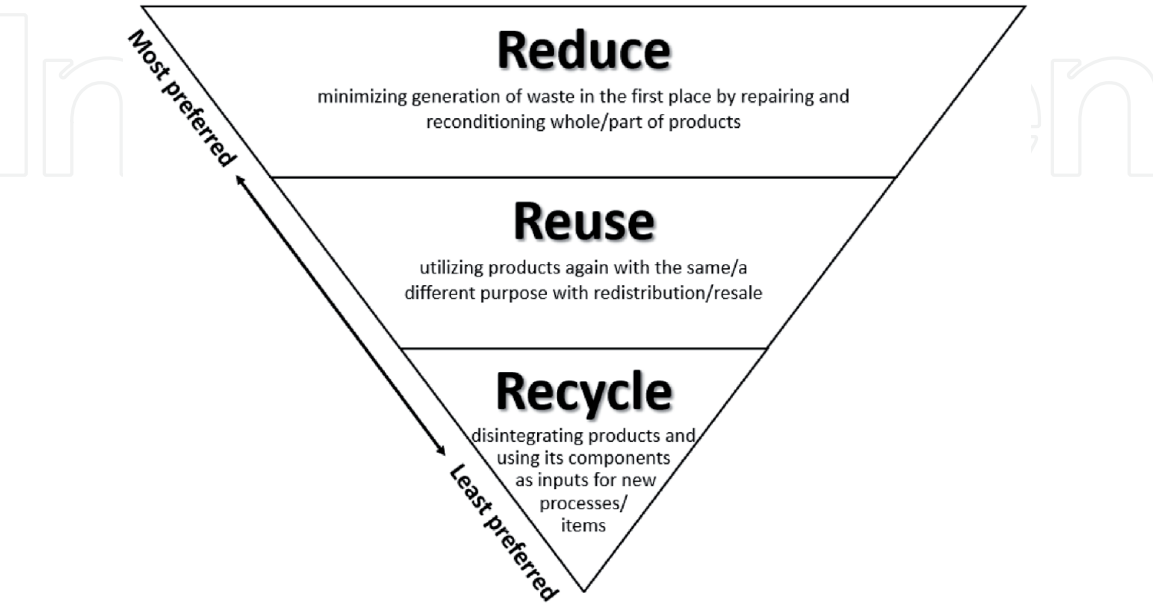 Most preferred
Reduce
minimizing generation of waste in the first place by repairing and
reconditioning whole/part of products
Reuse
utilizing products again with the same/a
different purpose with redistribution/resale
Recycle
disintegrating products and
using its components
as inputs for new
processes/
items
Least preferred